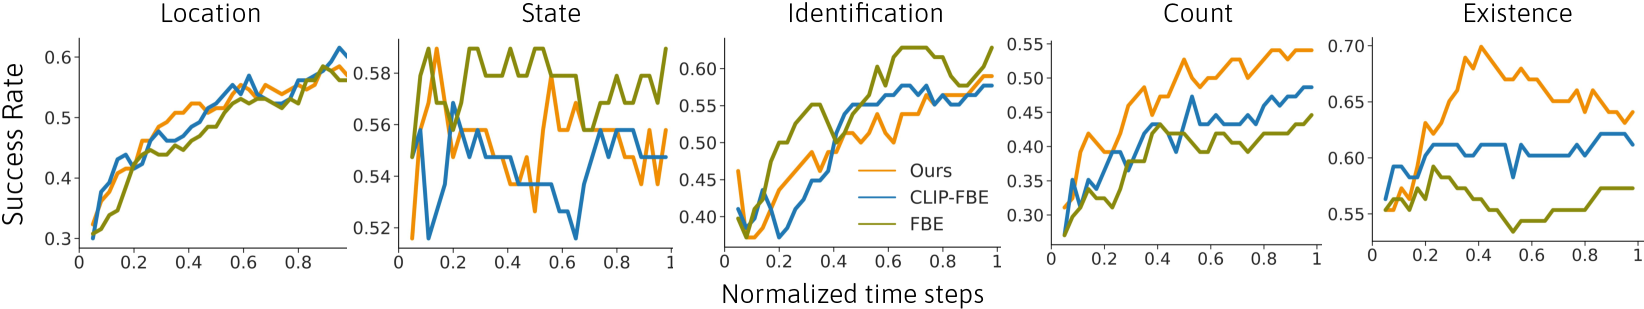 Location State Identification Count Existence
Success Rate
0.6
0.5
0.4
0.3
0 0.2 0.4 0.6 0.8
0.58
0.56
0.54
0.52
0 0.2 0.4 0.6 0.8 1
0.60
0.55
0.50
0.45
0.40
0 0.2 0.4 0.6 0.8 1
Ours
CLIP-FBE
FBE
0.55
0.50
0.45
0.40
0.35
0.30
0 0.2 0.4 0.6 0.8 1
0.70
0.65
0.60
0.55
0 0.2 0.4 0.6 0.8 1
Normalized time steps